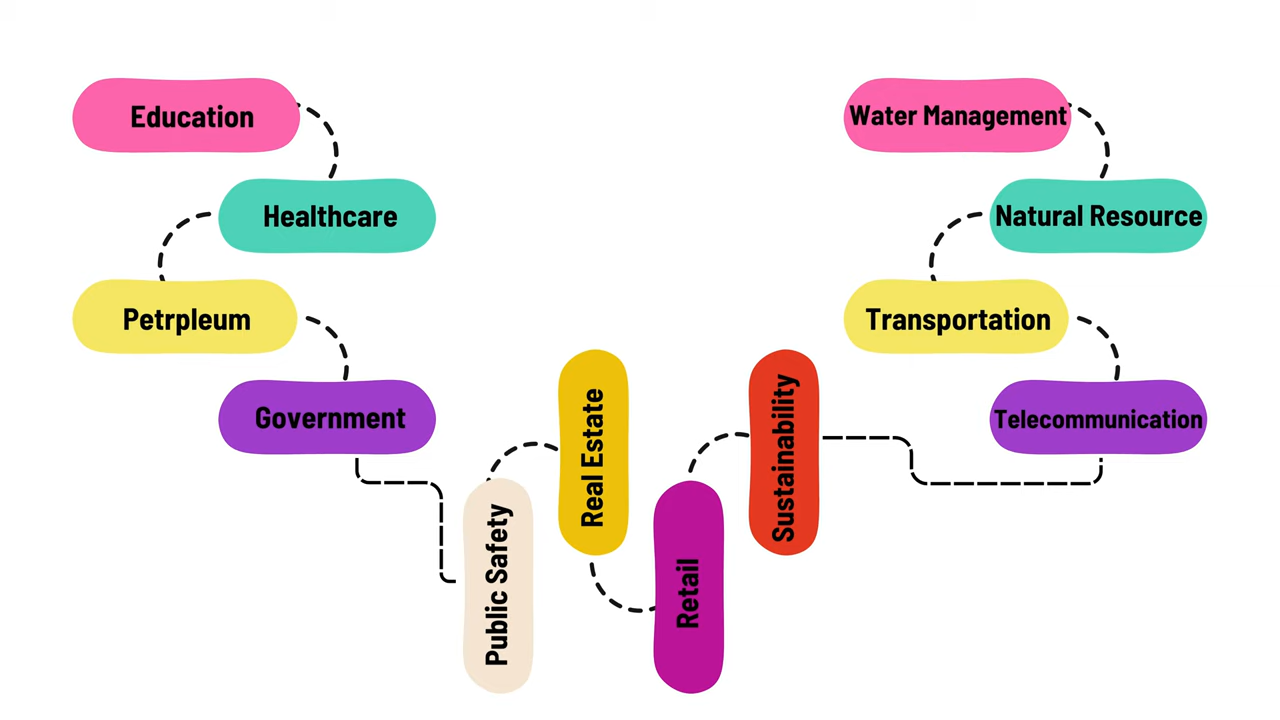 Education
Healthcare
Petrpleum
Government
Public Safety
Real Estate
Retail
Sustainability
Water Management
Natural Resource
Transportation
Telecommunication